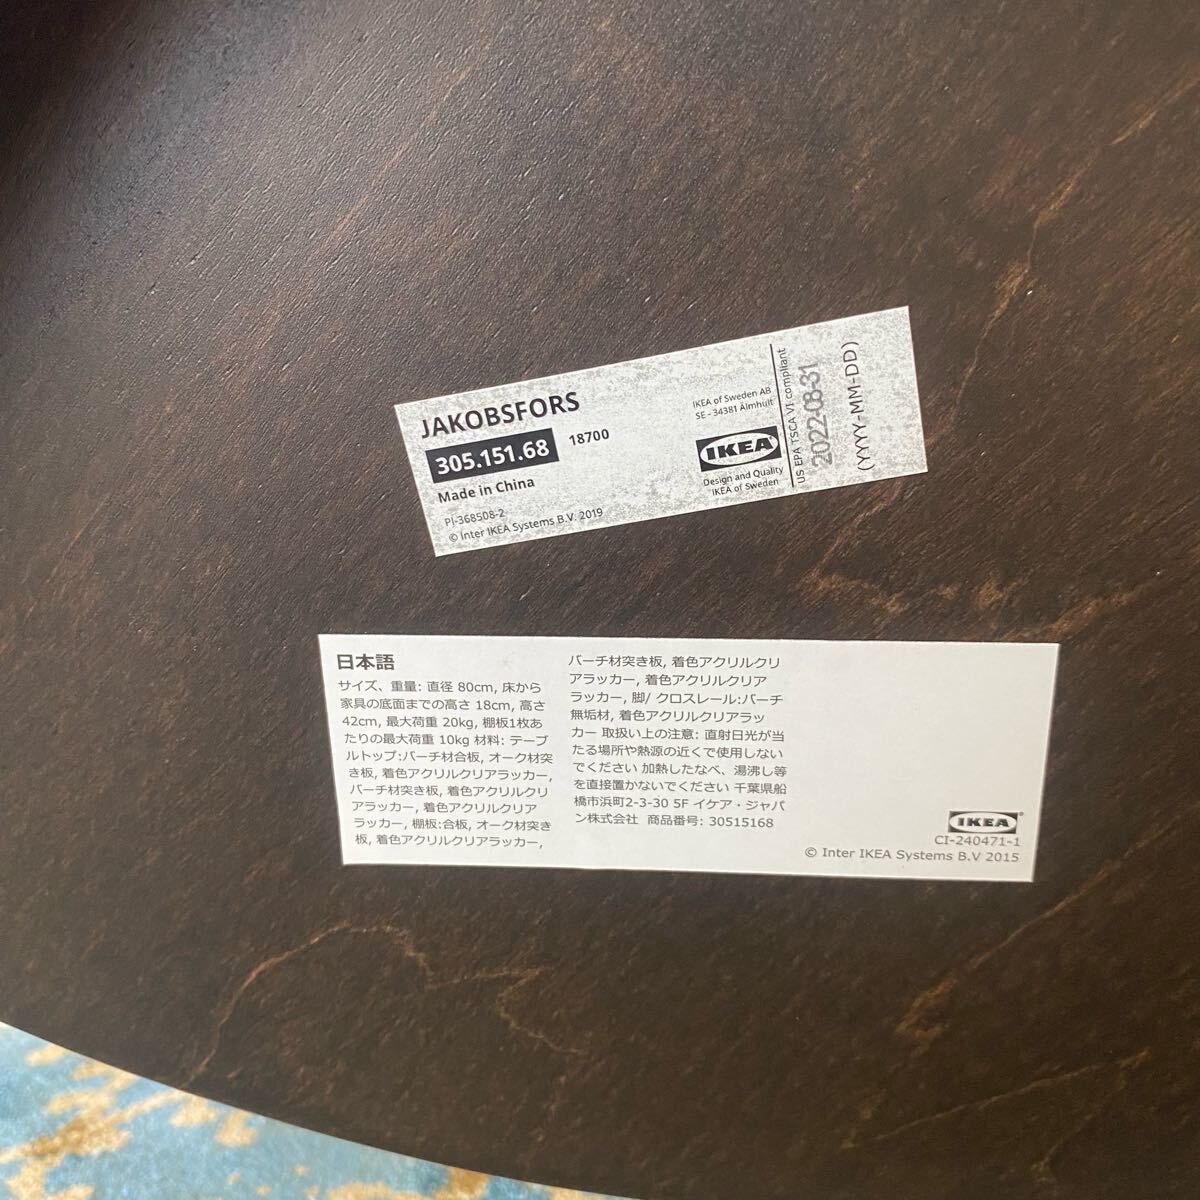 JAKOBSFORS
305.151.68
18700
Made in China
PI-368508-2
© Inter IKEA Systems B.V. 2019
IKEA of Sweden AB
SE - 34381 Älmhult
IKEA
Design and Quality
IKEA of Sweden
US EPA TSCA VI compliant
2022-08-31
(YYYY-MM-DD)
日本語
サイズ、重量: 直径 80cm, 床から
家具の底面までの高さ 18cm, 高さ
42cm, 最大荷重 20kg, 棚板1枚あ
たりの最大荷重 10kg 材料: テーブ
ルトップ:バーチ材合板, オーク材突
き板, 着色アクリルクリアラッカー,
バーチ材突き板, 着色アクリルクリ
アラッカー, 着色アクリルクリア
ラッカー, 棚板:合板, オーク材突き
板, 着色アクリルクリアラッカー,
バーチ材突き板, 着色アクリルクリ
アラッカー, 着色アクリルクリア
ラッカー, 脚/ クロスレール:バーチ
無垢材, 着色アクリルクリアラッ
カー 取扱い上の注意: 直射日光が当
たる場所や熱源の近くで使用しない
でください 加熱したなべ、湯沸し等
を直接置かないでください 千葉県船
橋市浜町2-3-30 5F イケア・ジャパ
ン株式会社 商品番号: 30515168
IKEA
CI-240471-1
© Inter IKEA Systems B.V 2015